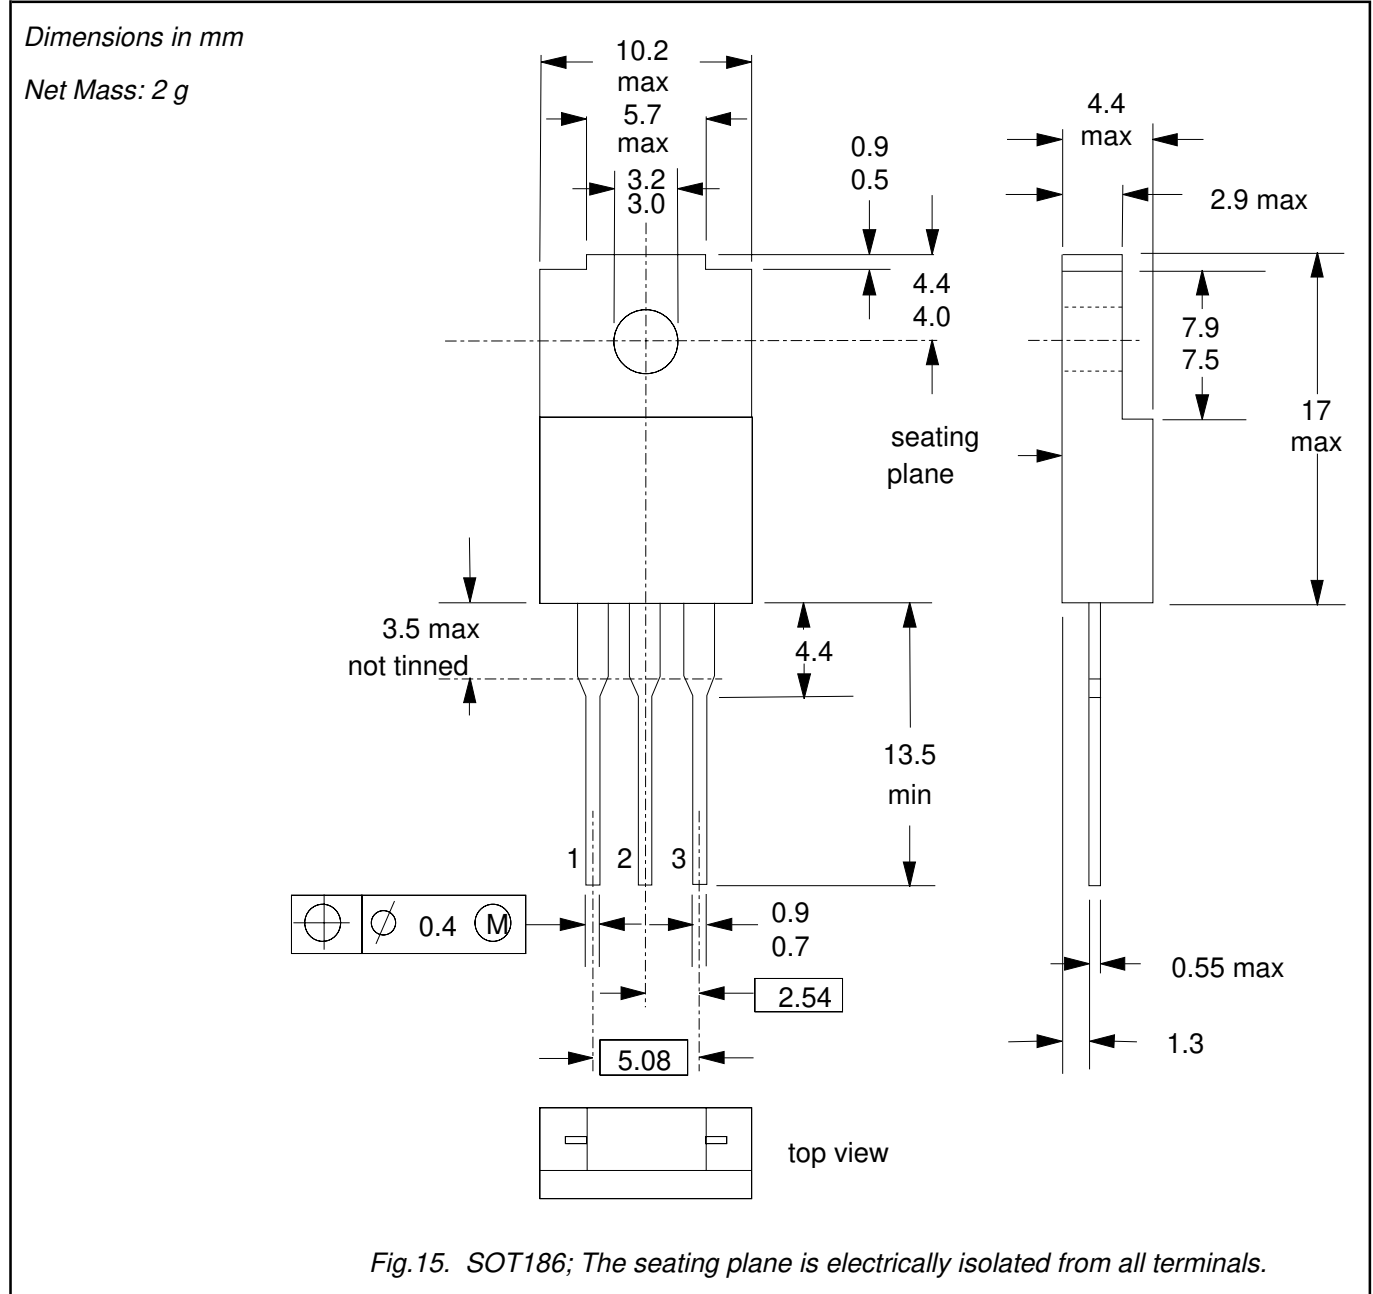 Dimensions in mm
Net Mass: 2 g
10.2
max
5.7
max
3.2
3.0
0.9
0.5
4.4
4.0
4.4
max
2.9 max
7.9
7.5
17
max
seating
plane
3.5 max
not tinned
4.4
13.5
min
1 2 3
0.4 M
0.9
0.7
2.54
5.08
0.55 max
1.3
top view
Fig.15. SOT186; The seating plane is electrically isolated from all terminals.